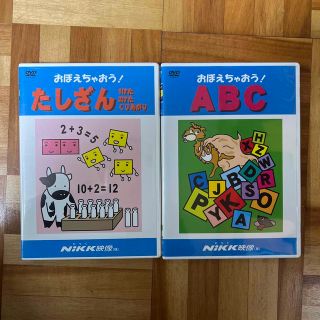 DVD
おぼえちゃおう!
たしざん
2+3=5
10+2=12
NiKK映像(株)
DVD
おぼえちゃおう!
ABC
H
X Z
C J B D W
P Y K S R O
A
NiKK映像(株)